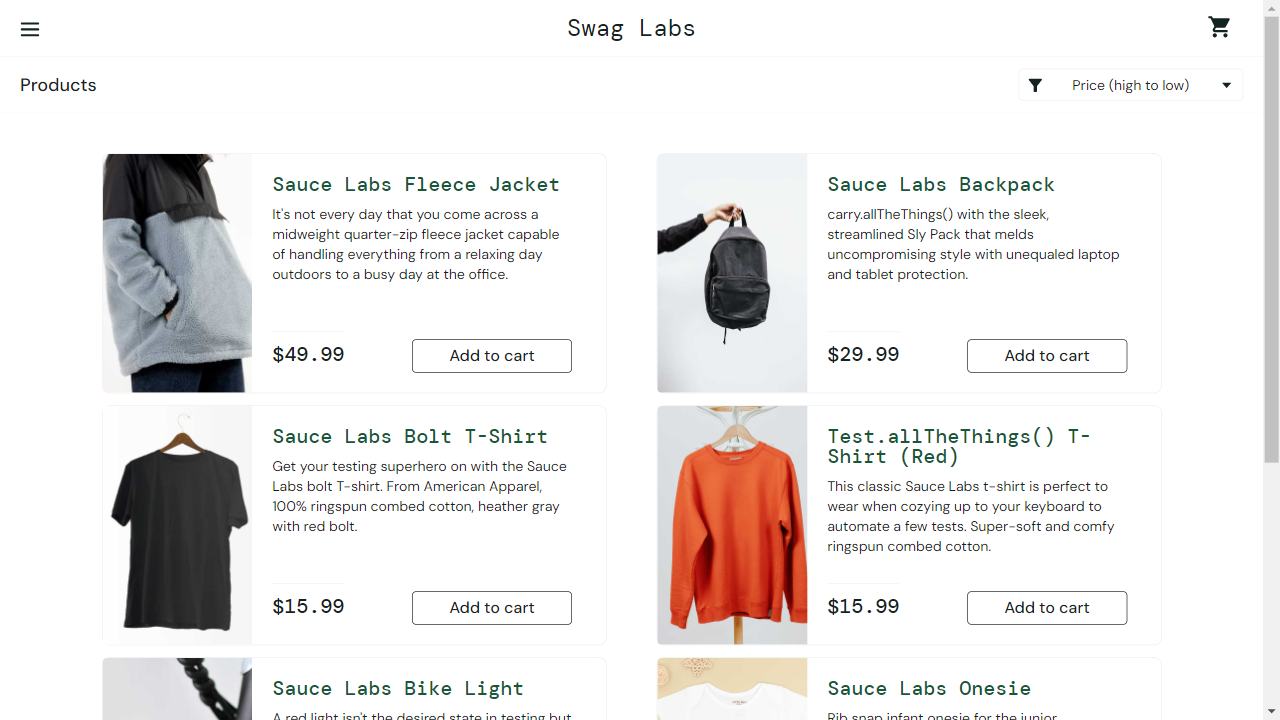 Swag Labs
Products
Price (high to low)
Sauce Labs Fleece Jacket
It's not every day that you come across a
midweight quarter-zip fleece jacket capable
of handling everything from a relaxing day
outdoors to a busy day at the office.
$49.99
Add to cart
Sauce Labs Backpack
carry.allTheThings() with the sleek,
streamlined Sly Pack that melds
uncompromising style with unequaled laptop
and tablet protection.
$29.99
Add to cart
Sauce Labs Bolt T-Shirt
Get your testing superhero on with the Sauce
Labs bolt T-shirt. From American Apparel,
100% ringspun combed cotton, heather gray
with red bolt.
$15.99
Add to cart
Test.allTheThings() T-
Shirt (Red)
This classic Sauce Labs t-shirt is perfect to
wear when cozying up to your keyboard to
automate a few tests. Super-soft and comfy
ringspun combed cotton.
$15.99
Add to cart
Sauce Labs Bike Light
A red light isn't the desired state in testing but
Sauce Labs Onesie
Rib snap infant onesie for the junior